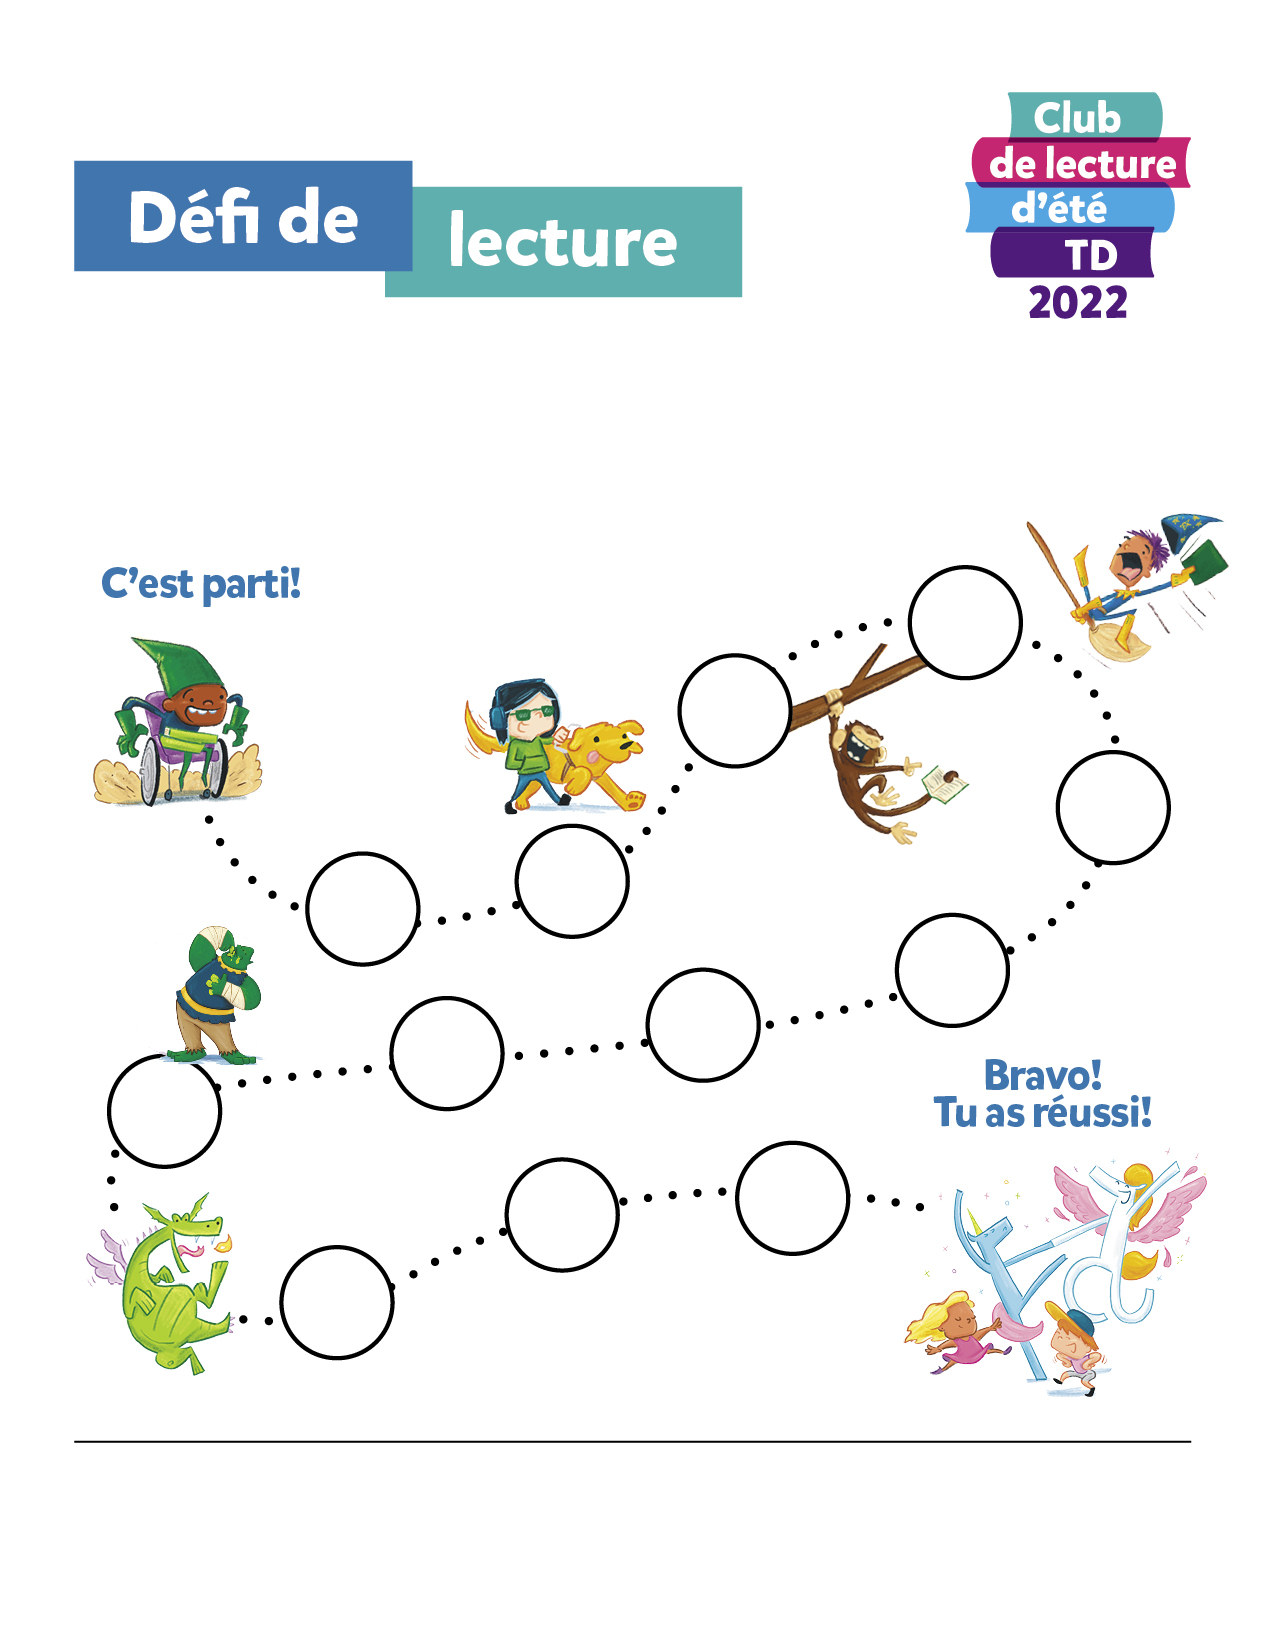 Défi de
lecture
Club
de lecture
d'été
TD
2022
C'est parti!
Bravo!
Tu as réussi!